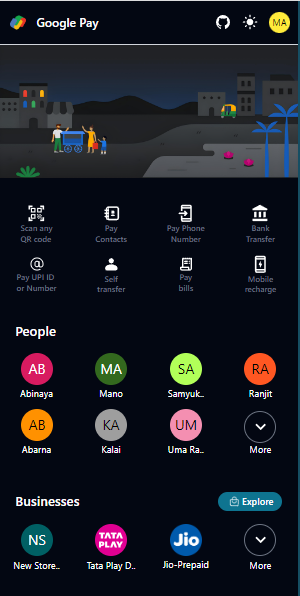 Google Pay
MA
Scan any
QR code
Pay
Contacts
Pay Phone
Number
Bank
Transfer
Pay UPI ID
or Number
Self
transfer
Pay
bills
Mobile
recharge
People
AB
MA
SA
RA
Abinaya
Mano
Samyuk..
Ranjit
AB
KA
UM
Abarna
Kalai
Uma Ra..
More
Businesses
Explore
NS
TATA
PLAY
Jio
New Store..
Tata Play D..
Jio-Prepaid
More